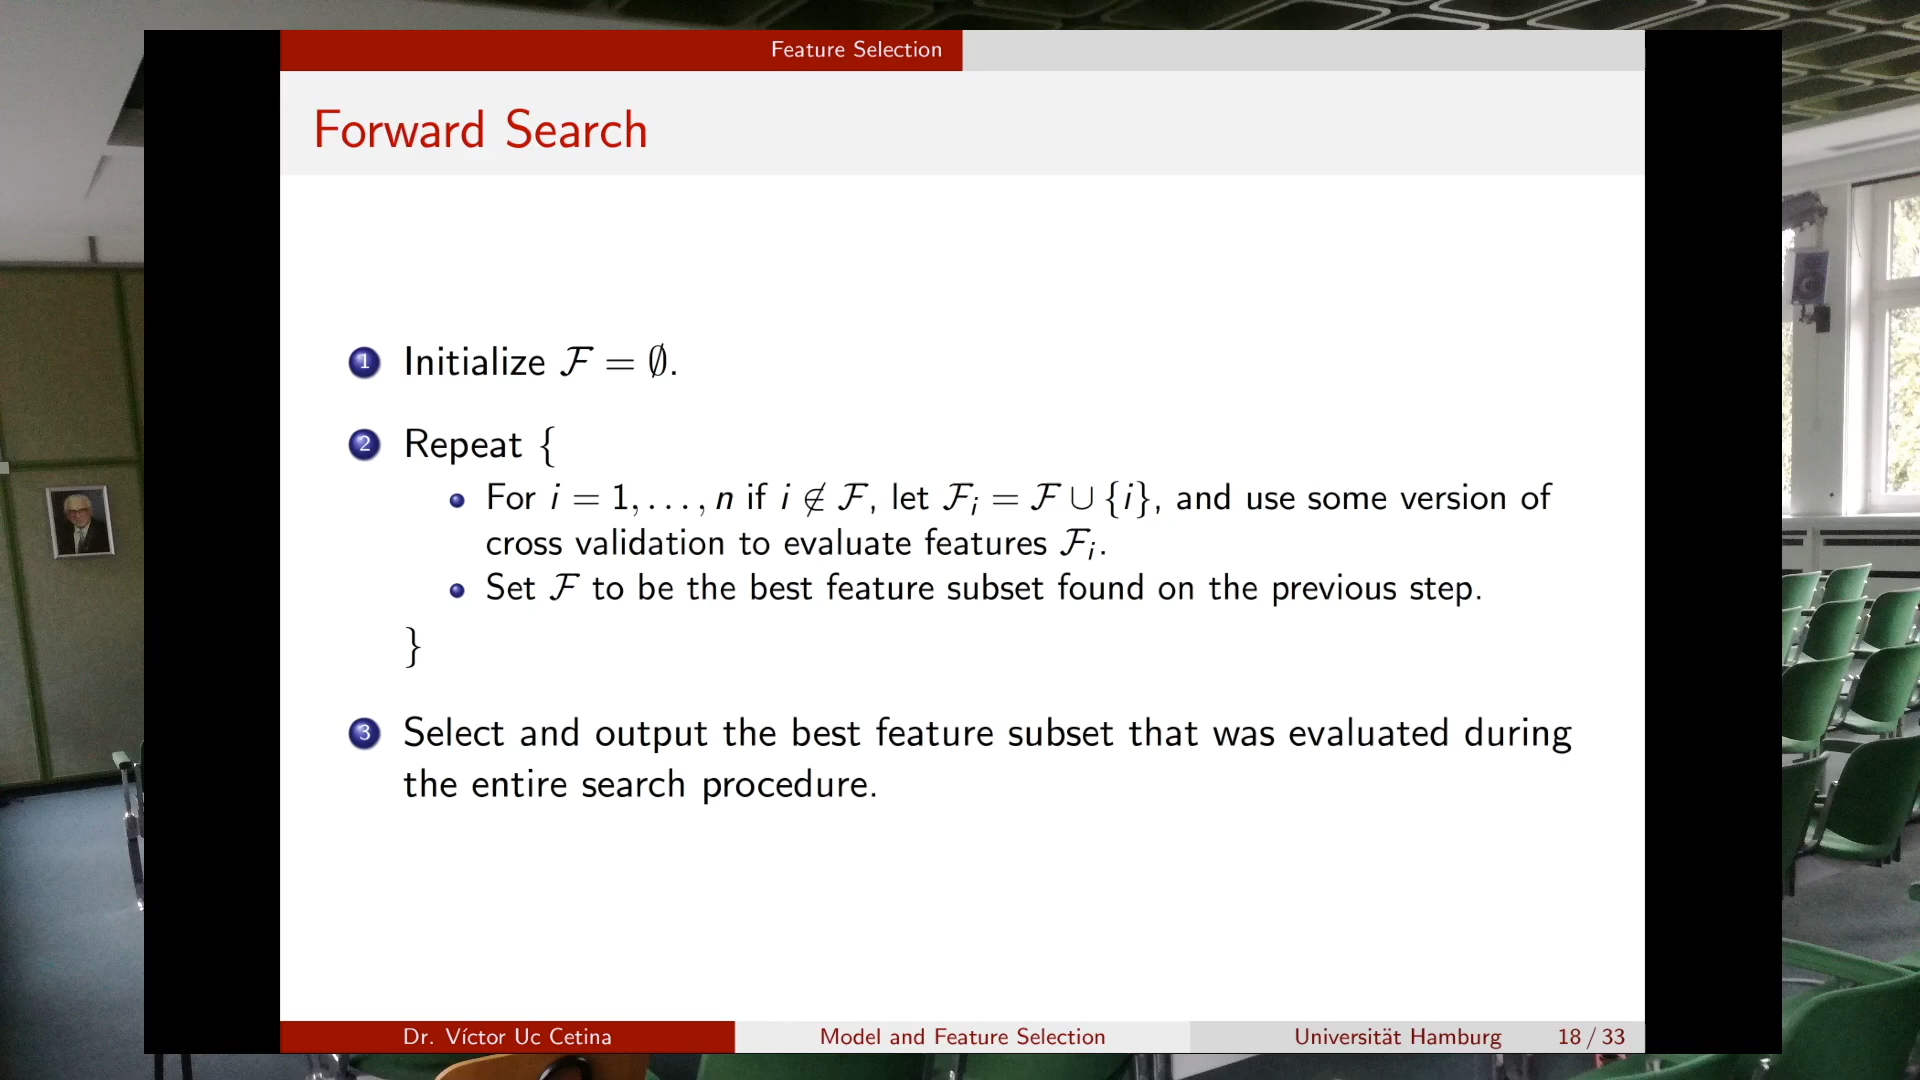 Feature Selection
Forward Search
1 Initialize ℱ = ∅.
2 Repeat {
• For i = 1, . . . , n if i ∉ ℱ, let ℱᵢ = ℱ ∪ {i}, and use some version of
cross validation to evaluate features ℱᵢ.
• Set ℱ to be the best feature subset found on the previous step.
}
3 Select and output the best feature subset that was evaluated during
the entire search procedure.
Dr. Víctor Uc Cetina Model and Feature Selection Universität Hamburg 18 / 33